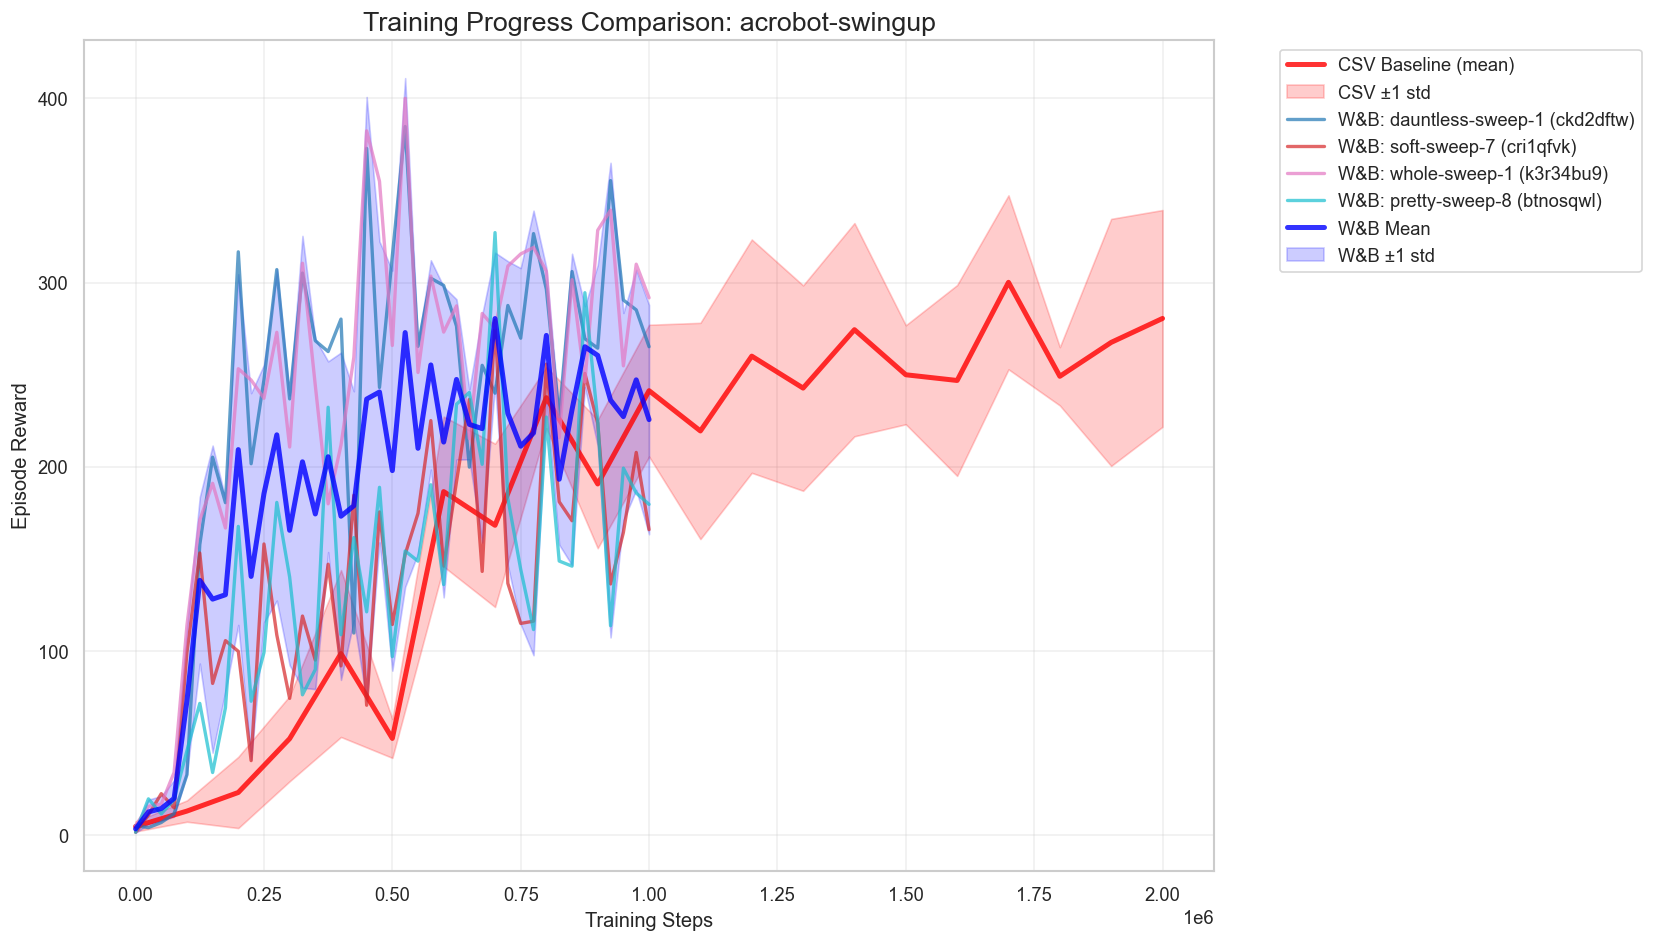 Training Progress Comparison: acrobot-swingup
CSV Baseline (mean)
CSV ±1 std
W&B: dauntless-sweep-1 (ckd2dftw)
W&B: soft-sweep-7 (cri1qfvk)
W&B: whole-sweep-1 (k3r34bu9)
W&B: pretty-sweep-8 (btnosqwl)
W&B Mean
W&B ±1 std
Episode Reward
400
300
200
100
0
0.00 0.25 0.50 0.75 1.00 1.25 1.50 1.75 2.00
1e6
Training Steps